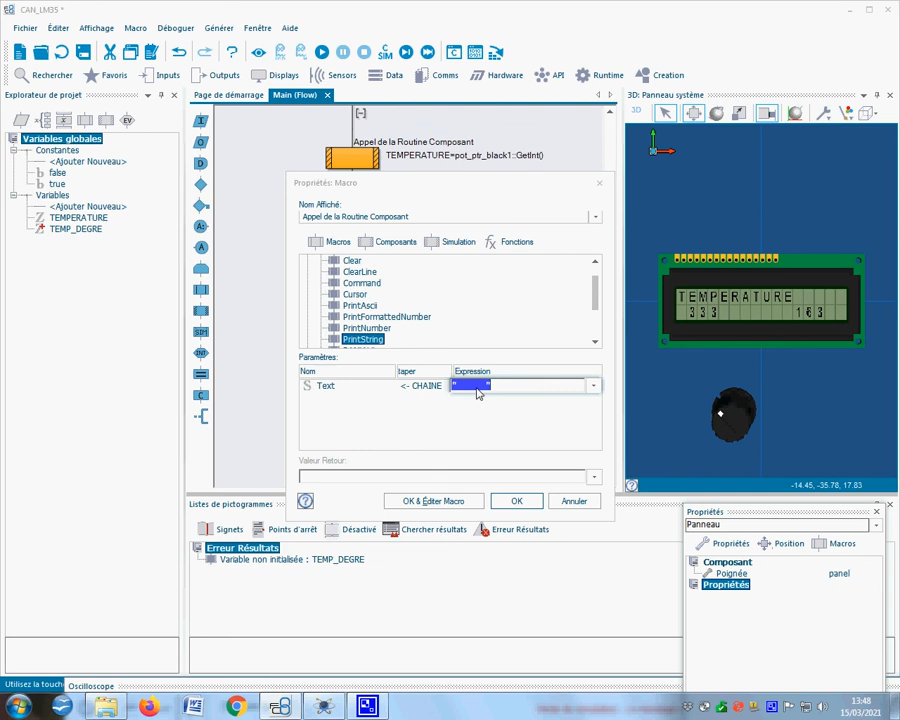 CAN_LM35 *
Fichier Editer Affichage Macro Déboguer Générer Fenêtre Aide
C SIM
Rechercher Favoris Inputs Outputs Displays Sensors Data Comms Hardware API Runtime Creation
Explorateur de projet
Page de démarrage Main (Flow)
3D: Panneau système
EV
Variables globales
Constantes
<Ajouter Nouveau>
false
true
Variables
<Ajouter Nouveau>
TEMPERATURE
TEMP_DEGRE
SIM
INT
[−]
Appel de la Routine Composant
TEMPERATURE=pot_ptr_black1::GetInt()
Propriétés: Macro
Nom Affiché:
Appel de la Routine Composant
Macros Composants Simulation Fonctions
Clear
ClearLine
Command
Cursor
PrintAscii
PrintFormattedNumber
PrintNumber
PrintString
Paramètres:
Nom taper Expression
S Text <- CHAINE " "
Valeur Retour:
OK & Éditer Macro OK Annuler
TEMPERATURE
333 163
-14.45, -35.78, 17.83
Listes de pictogrammes
Signets Points d'arrêt Désactivé Chercher résultats Erreur Résultats
Erreur Résultats
Variable non initialisée : TEMP_DEGRE
Propriétés
Panneau
Propriétés Position Macros
Composant
Poignée panel
Propriétés
Utilisez la touche
Oscilloscope
13:48
15/03/2021